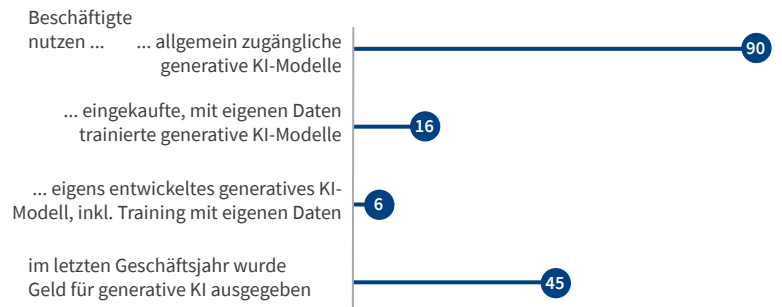 Beschäftigte
nutzen ... ... allgemein zugängliche
generative KI-Modelle
90
... eingekaufte, mit eigenen Daten
trainierte generative KI-Modelle
16
... eigens entwickeltes generatives KI-
Modell, inkl. Training mit eigenen Daten
6
im letzten Geschäftsjahr wurde
Geld für generative KI ausgegeben
45